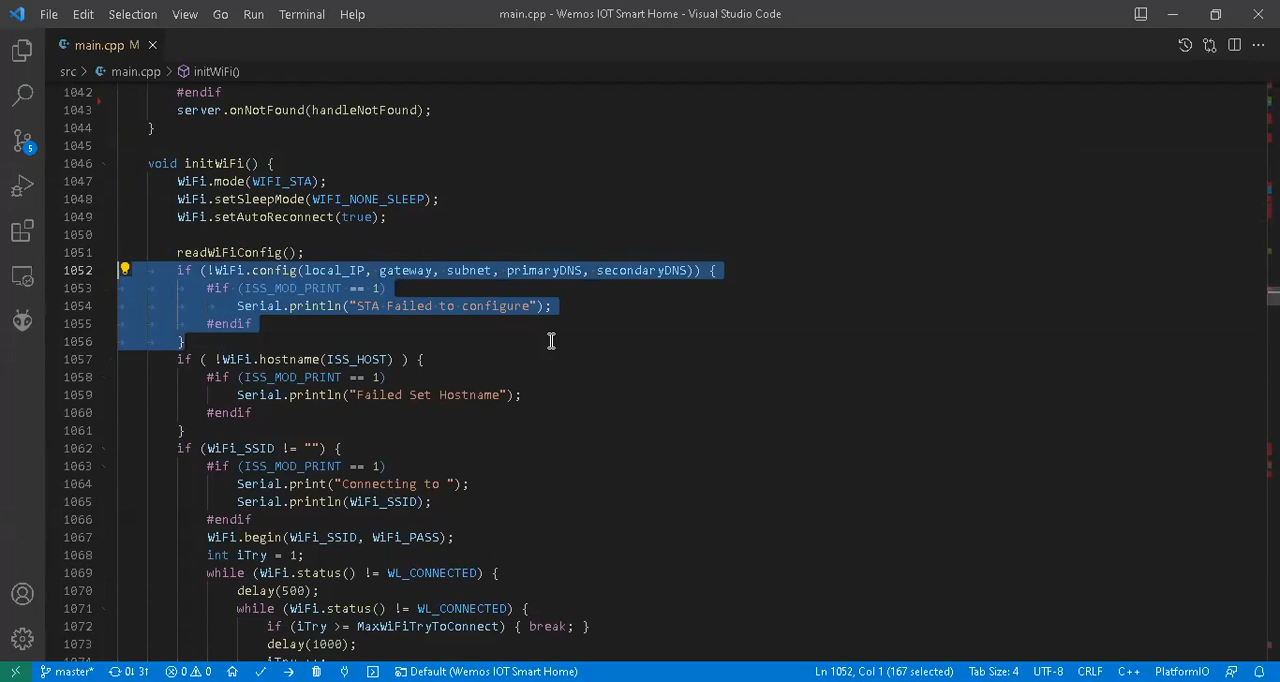 File Edit Selection View Go Run Terminal Help main.cpp - Wemos IOT Smart Home - Visual Studio Code
main.cpp M
src > main.cpp > initWiFi()
1042 #endif
1043 server.onNotFound(handleNotFound);
1044 }
1045
1046 void initWiFi() {
1047 WiFi.mode(WIFI_STA);
1048 WiFi.setSleepMode(WIFI_NONE_SLEEP);
1049 WiFi.setAutoReconnect(true);
1050
1051 readWiFiConfig();
1052 if (!WiFi.config(local_IP, gateway, subnet, primaryDNS, secondaryDNS)) {
1053 #if (ISS_MOD_PRINT == 1)
1054 Serial.println("STA Failed to configure");
1055 #endif
1056 }
1057 if ( !WiFi.hostname(ISS_HOST) ) {
1058 #if (ISS_MOD_PRINT == 1)
1059 Serial.println("Failed Set Hostname");
1060 #endif
1061 }
1062 if (WiFi_SSID != "") {
1063 #if (ISS_MOD_PRINT == 1)
1064 Serial.print("Connecting to ");
1065 Serial.println(WiFi_SSID);
1066 #endif
1067 WiFi.begin(WiFi_SSID, WiFi_PASS);
1068 int iTry = 1;
1069 while (WiFi.status() != WL_CONNECTED) {
1070 delay(500);
1071 while (WiFi.status() != WL_CONNECTED) {
1072 if (iTry >= MaxWiFiTryToConnect) { break; }
1073 delay(1000);
5
master* 0↓ 3↑ 0 0 Default (Wemos IOT Smart Home) Ln 1052, Col 1 (167 selected) Tab Size: 4 UTF-8 CRLF C++ PlatformIO